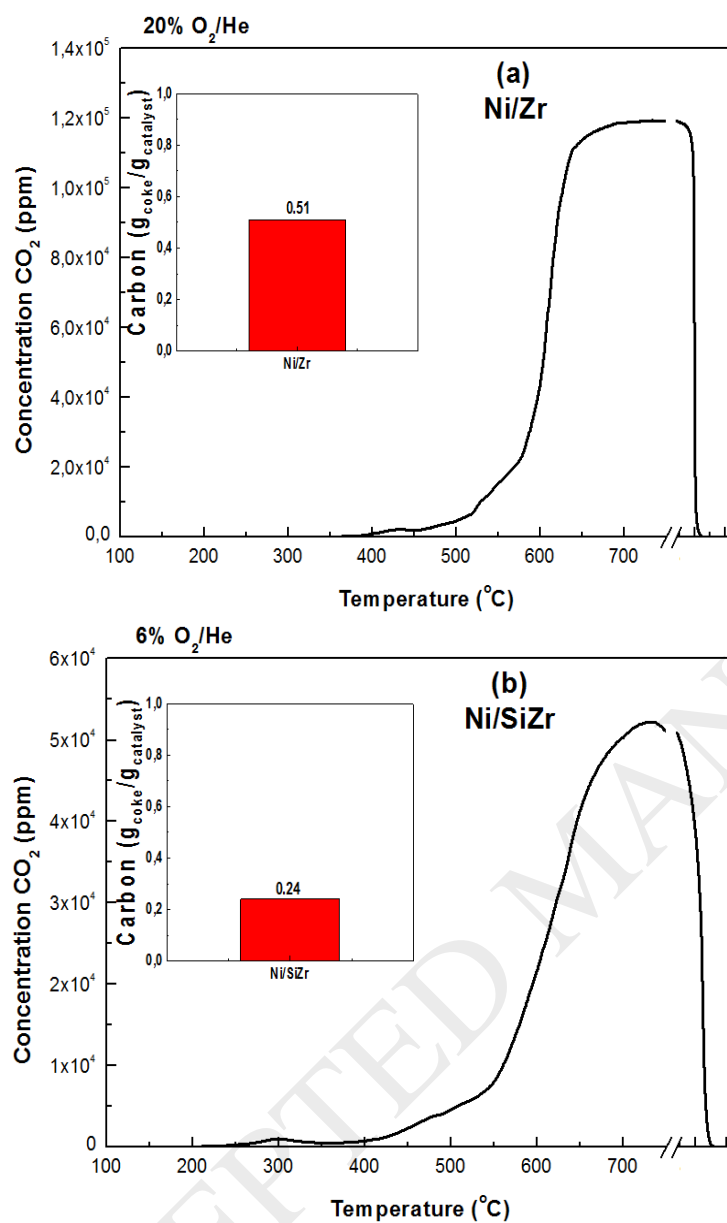 20% O2/He
(a)
Ni/Zr
1,4x10^5
1,2x10^5
1,0x10^5
8,0x10^4
6,0x10^4
4,0x10^4
2,0x10^4
0,0
Concentration CO2 (ppm)
1,0
0,8
0,6
0,4
0,2
0,0
Carbon (gcoke/gcatalyst)
0.51
Ni/Zr
100 200 300 400 500 600 700
Temperature (°C)
6% O2/He
(b)
Ni/SiZr
6x10^4
5x10^4
4x10^4
3x10^4
2x10^4
1x10^4
0
Concentration CO2 (ppm)
1,0
0,8
0,6
0,4
0,2
0,0
Carbon (gcoke/gcatalyst)
0.24
Ni/SiZr
100 200 300 400 500 600 700
Temperature (°C)
EPTED MAN